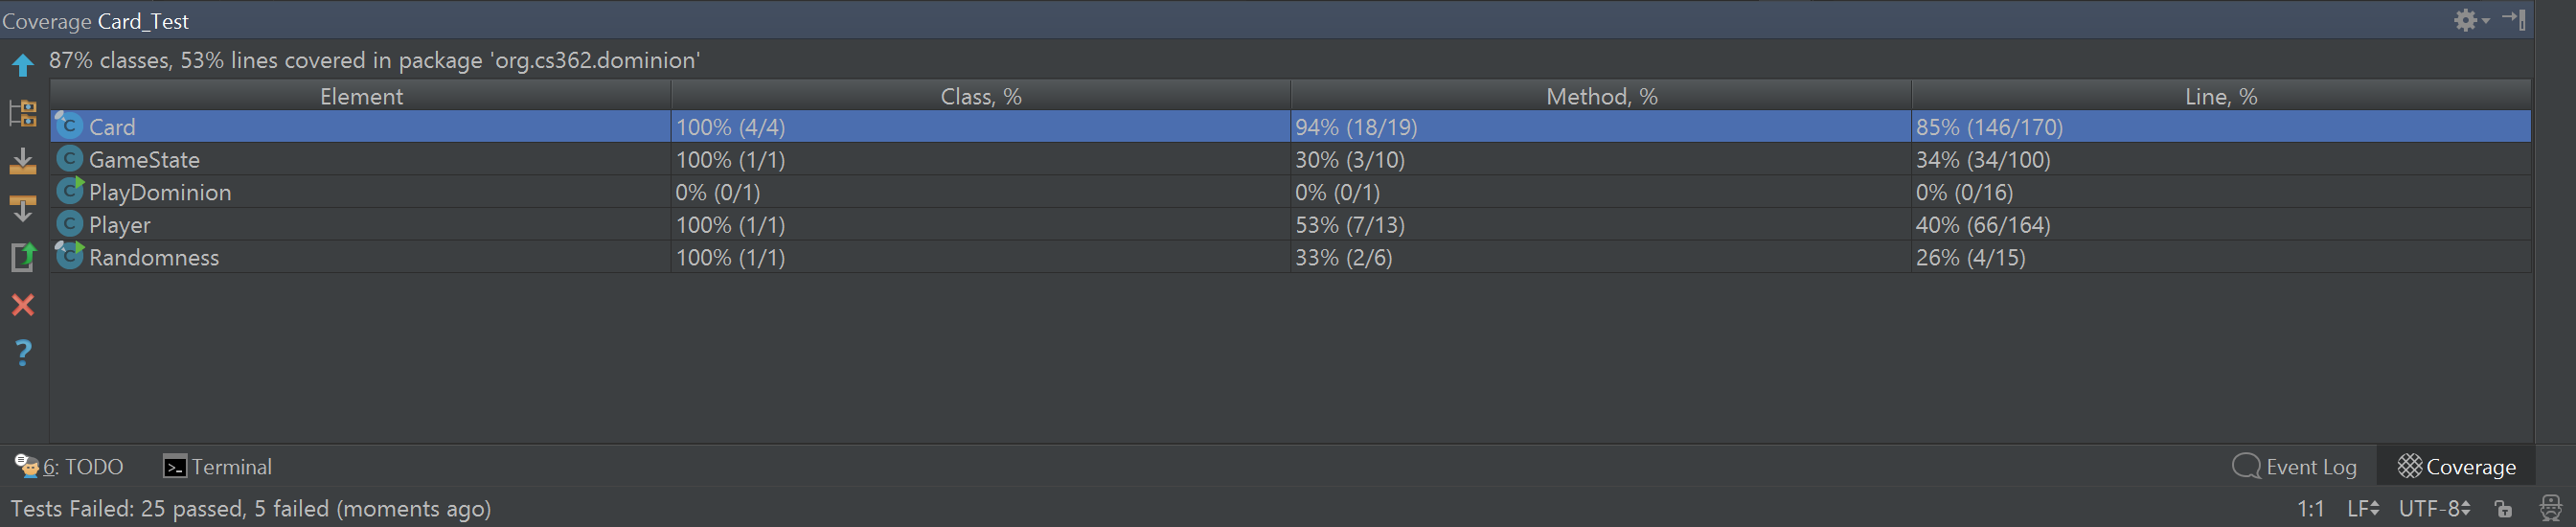 Coverage Card_Test
87% classes, 53% lines covered in package 'org.cs362.dominion'
Element Class, % Method, % Line, %
Card 100% (4/4) 94% (18/19) 85% (146/170)
GameState 100% (1/1) 30% (3/10) 34% (34/100)
PlayDominion 0% (0/1) 0% (0/1) 0% (0/16)
Player 100% (1/1) 53% (7/13) 40% (66/164)
Randomness 100% (1/1) 33% (2/6) 26% (4/15)
6: TODO Terminal Event Log Coverage
Tests Failed: 25 passed, 5 failed (moments ago) 1:1 LF UTF-8